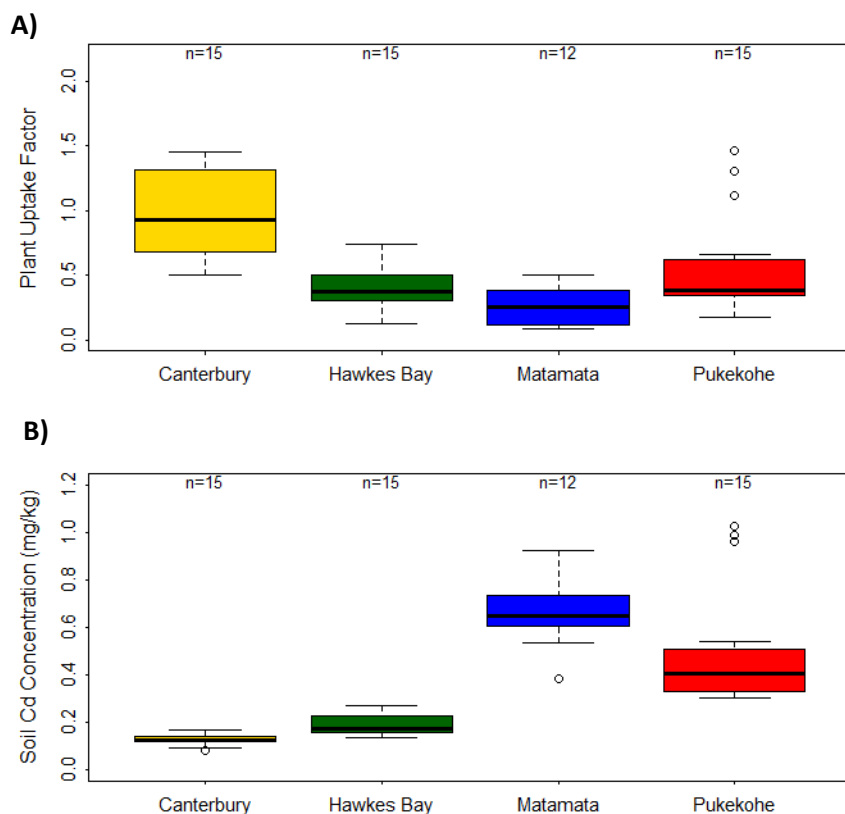 A)
n=15 n=15 n=12 n=15
Plant Uptake Factor
2.0
1.5
1.0
0.5
0.0
Canterbury Hawkes Bay Matamata Pukekohe
B)
n=15 n=15 n=12 n=15
Soil Cd Concentration (mg/kg)
1.2
1.0
0.8
0.6
0.4
0.2
0.0
Canterbury Hawkes Bay Matamata Pukekohe